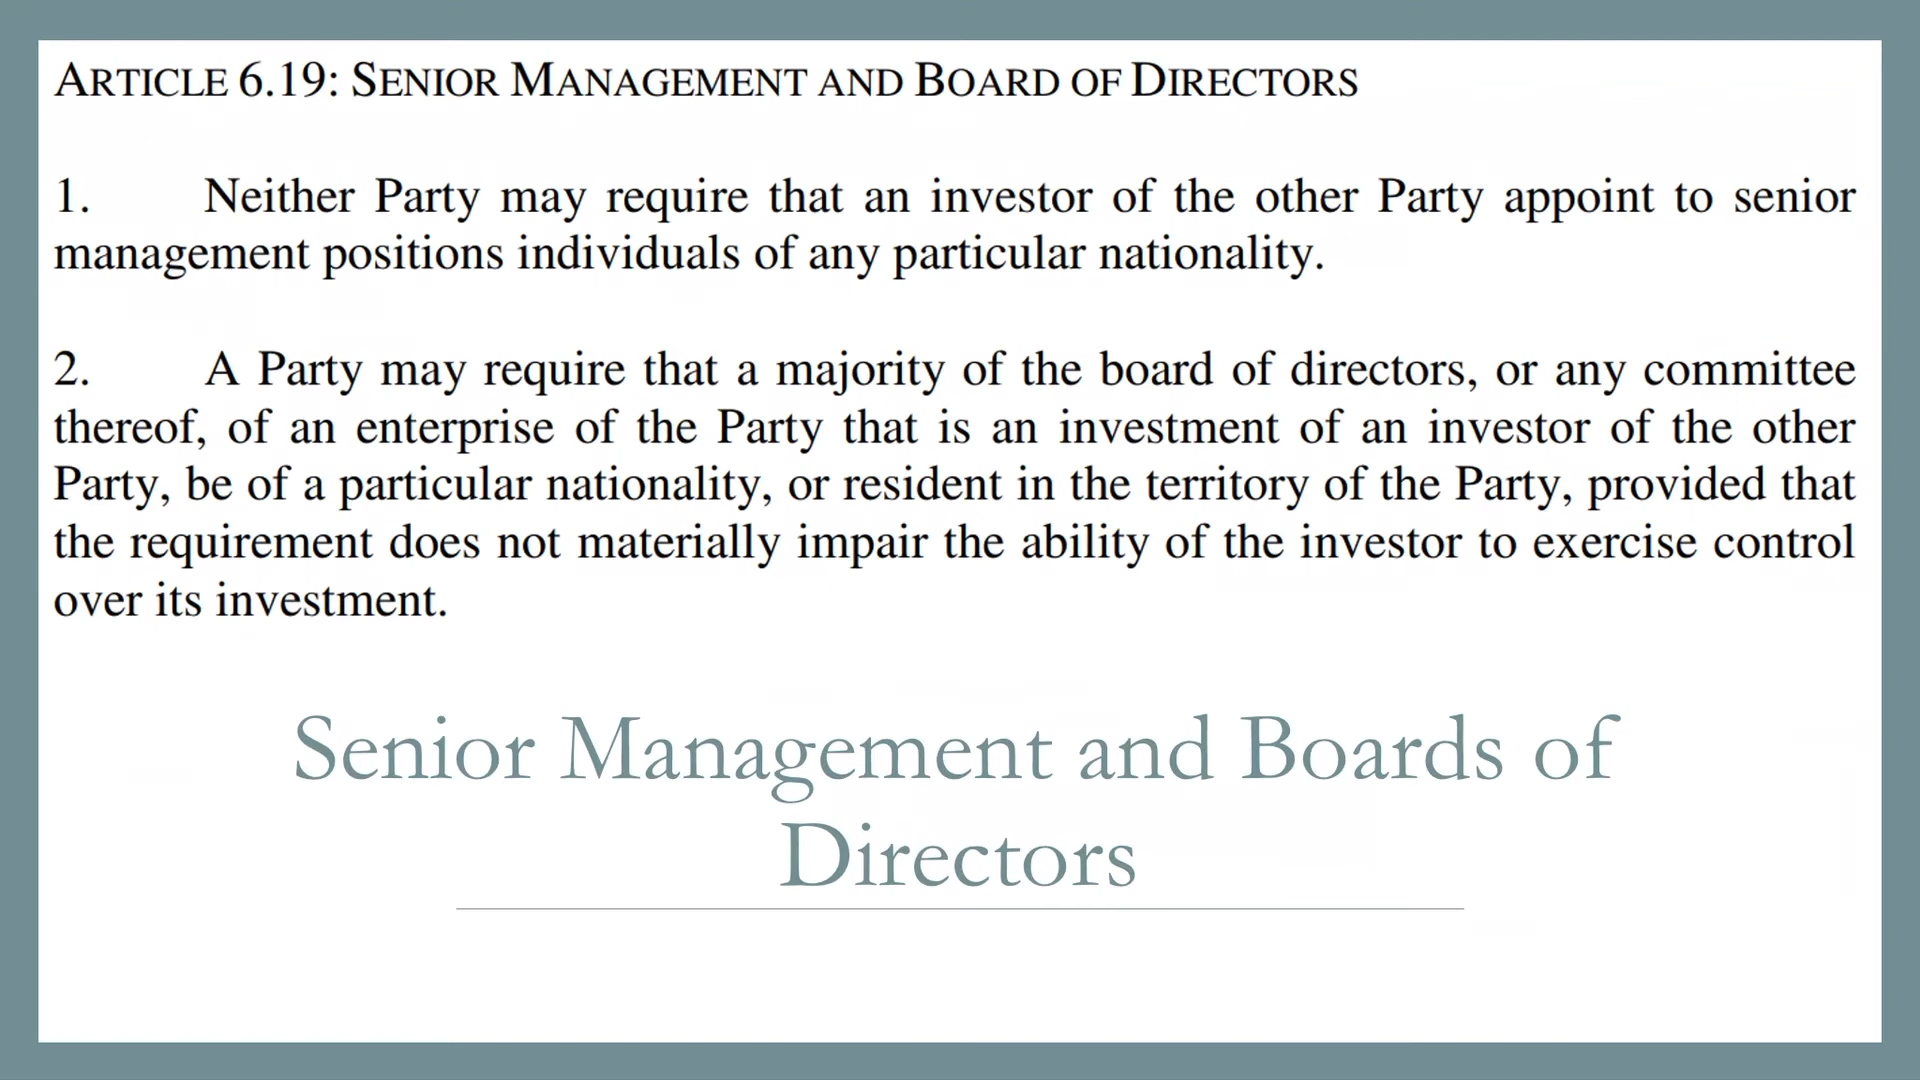 ARTICLE 6.19: SENIOR MANAGEMENT AND BOARD OF DIRECTORS
1. Neither Party may require that an investor of the other Party appoint to senior
management positions individuals of any particular nationality.
2. A Party may require that a majority of the board of directors, or any committee
thereof, of an enterprise of the Party that is an investment of an investor of the other
Party, be of a particular nationality, or resident in the territory of the Party, provided that
the requirement does not materially impair the ability of the investor to exercise control
over its investment.
Senior Management and Boards of
Directors